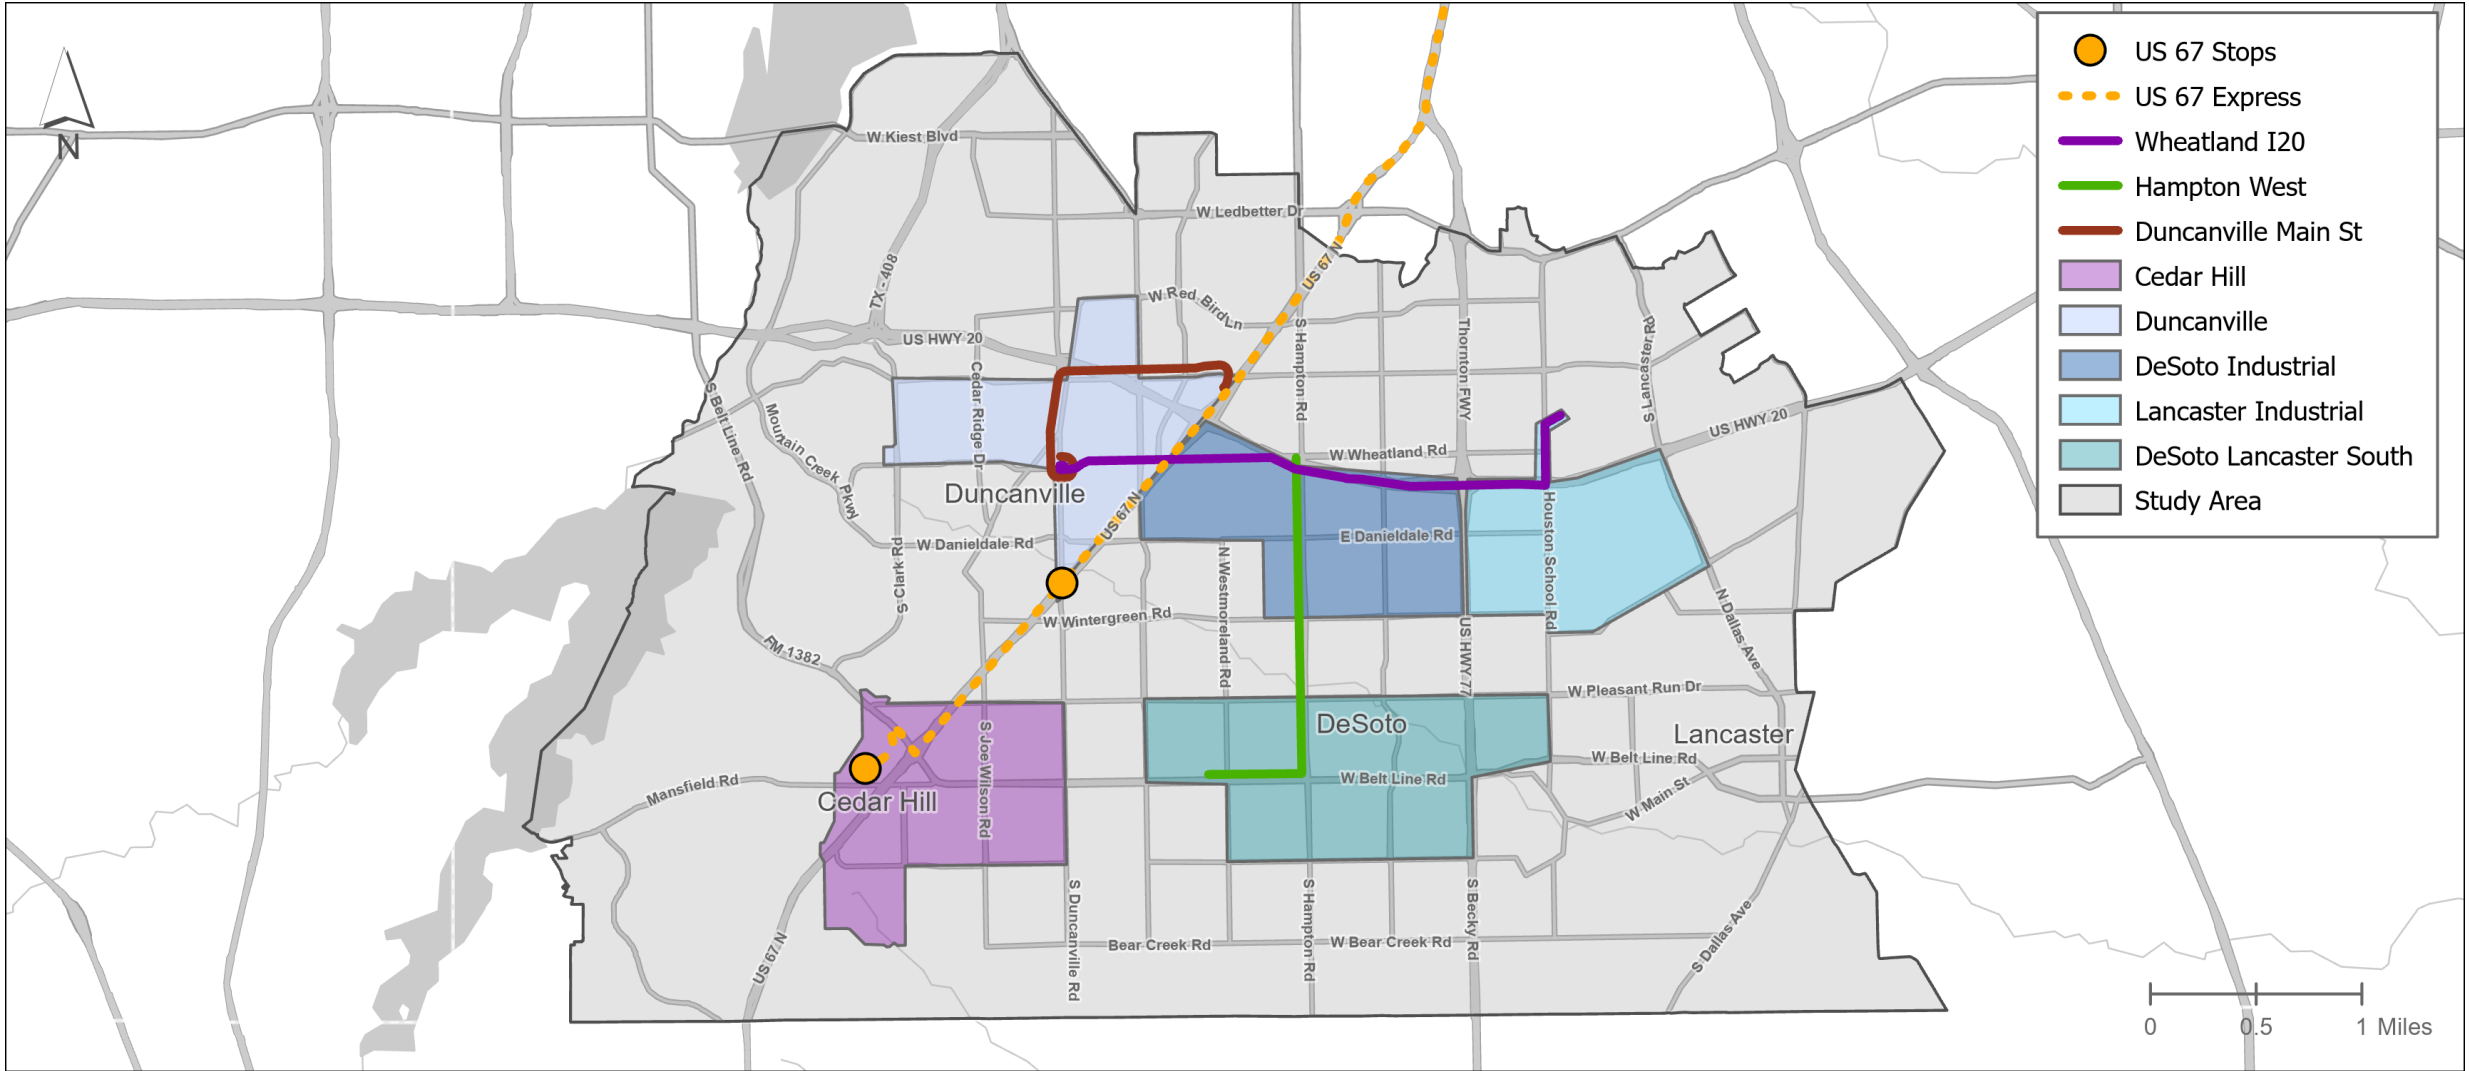 US 67 Stops
US 67 Express
Wheatland I20
Hampton West
Duncanville Main St
Cedar Hill
Duncanville
DeSoto Industrial
Lancaster Industrial
DeSoto Lancaster South
Study Area
N
W Kiest Blvd
W Ledbetter Dr
TX - 408
US 67 N
W Red Bird Ln
US HWY 20
S Hampton Rd
Thornton FWY
S Lancaster Rd
Cedar Ridge Dr
S Belt Line Rd
Mountain Creek Pkwy
US HWY 20
W Wheatland Rd
Duncanville
US 67 N
W Danieldale Rd
E Danieldale Rd
Houston School Rd
S Clark Rd
N Westmoreland Rd
W Wintergreen Rd
N Dallas Ave
US HWY 77
FM 1382
W Pleasant Run Dr
DeSoto
Lancaster
S Joe Wilson Rd
W Belt Line Rd
W Belt Line Rd
Mansfield Rd
Cedar Hill
W Main St
S Duncanville Rd
S Hampton Rd
S Becky Rd
Bear Creek Rd
W Bear Creek Rd
S Dallas Ave
US 67 N
0 0.5 1 Miles